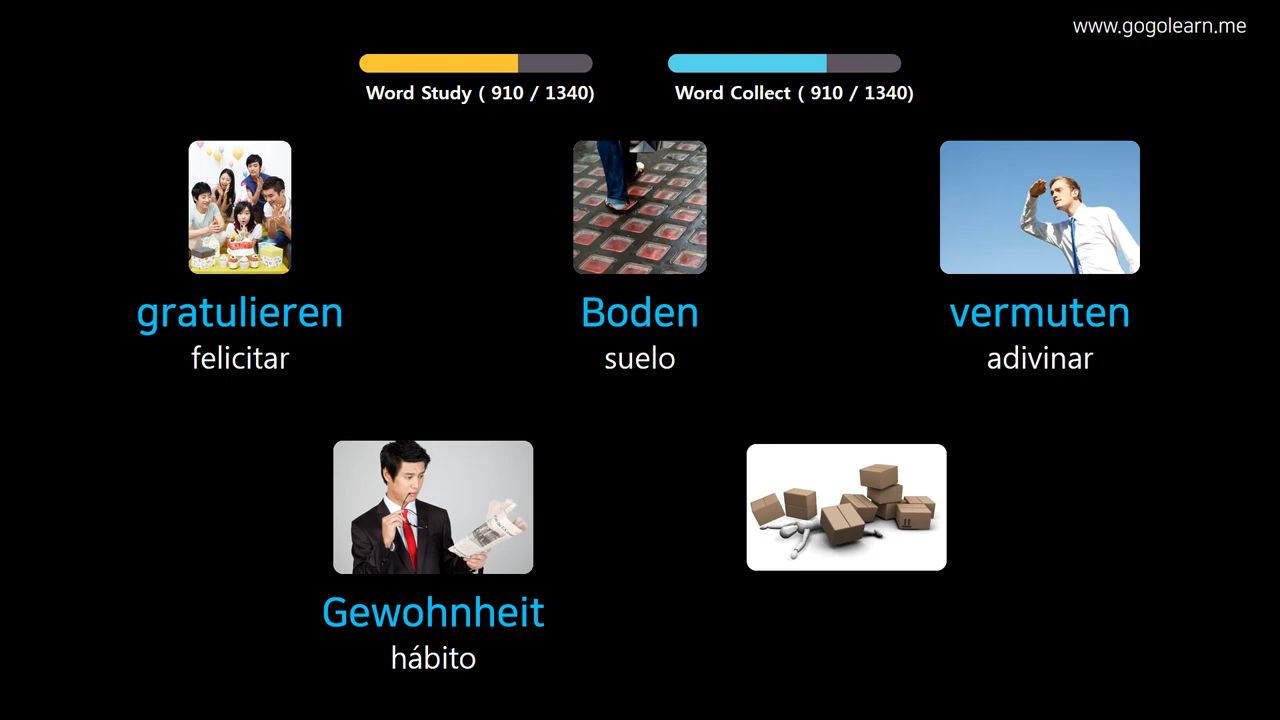 www.gogolearn.me
Word Study ( 910 / 1340)
Word Collect ( 910 / 1340)
gratulieren
felicitar
Boden
suelo
vermuten
adivinar
Gewohnheit
hábito